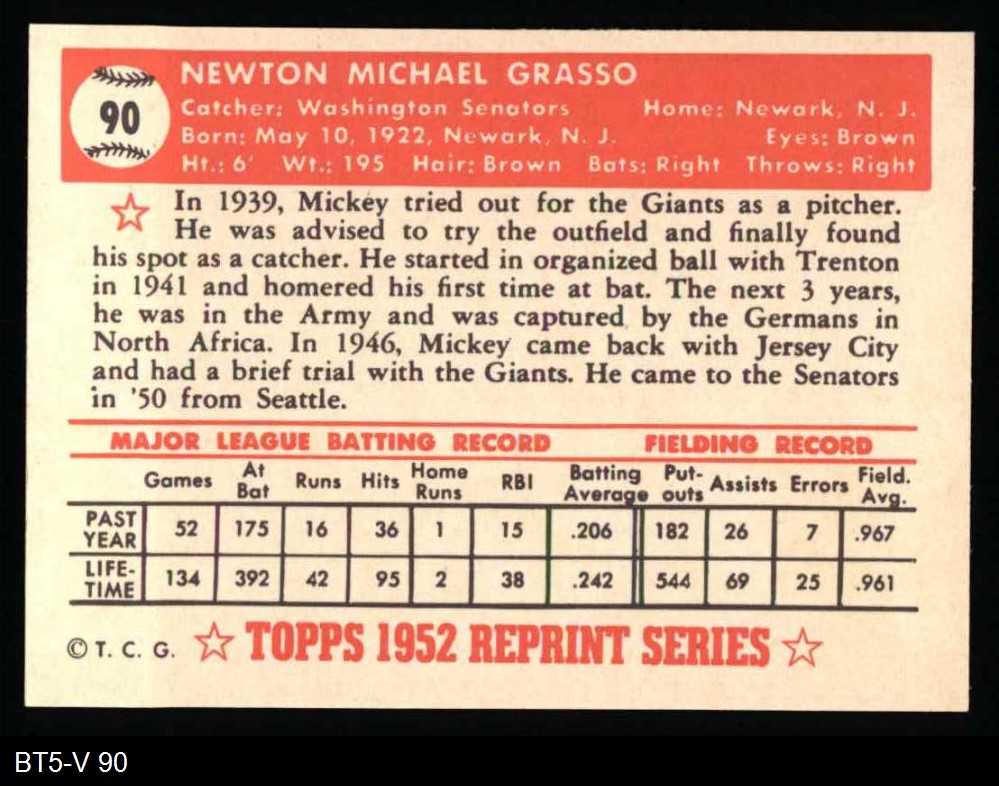 90
NEWTON MICHAEL GRASSO
Catcher: Washington Senators Home: Newark, N. J.
Born: May 10, 1922, Newark, N. J. Eyes: Brown
Ht.: 6' Wt.: 195 Hair: Brown Bats: Right Throws: Right
In 1939, Mickey tried out for the Giants as a pitcher.
He was advised to try the outfield and finally found
his spot as a catcher. He started in organized ball with Trenton
in 1941 and homered his first time at bat. The next 3 years,
he was in the Army and was captured by the Germans in
North Africa. In 1946, Mickey came back with Jersey City
and had a brief trial with the Giants. He came to the Senators
in '50 from Seattle.
MAJOR LEAGUE BATTING RECORD FIELDING RECORD
Games At Bat Runs Hits Home Runs RBI Batting Average Put-outs Assists Errors Field. Avg.
PAST YEAR 52 175 16 36 1 15 .206 182 26 7 .967
LIFE-TIME 134 392 42 95 2 38 .242 544 69 25 .961
© T. C. G. ☆ TOPPS 1952 REPRINT SERIES ☆
BT5-V 90